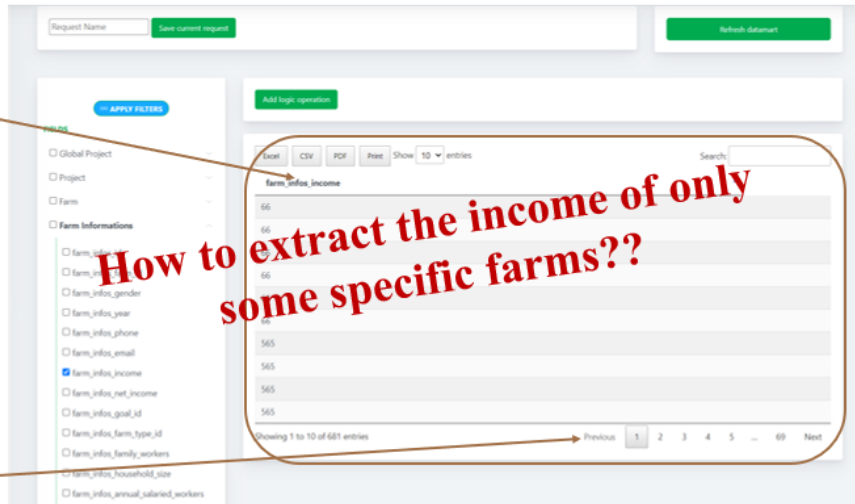 Request Name
Save current request
Refresh datamart
APPLY FILTERS
Add logic operation
FIELDS
Global Project
Project
Farm
Farm Informations
farm_infos_gender
farm_infos_year
farm_infos_phone
farm_infos_email
farm_infos_income
farm_infos_net_income
farm_infos_goal_id
farm_infos_farm_type_id
farm_infos_family_workers
farm_infos_household_size
farm_infos_annual_salaried_workers
Excel CSV PDF Print Show 10 entries
Search:
farm_infos_income
66
66
66
66
565
565
565
565
Showing 1 to 10 of 681 entries
Previous 1 2 3 4 5 ... 69 Next
How to extract the income of only
some specific farms??